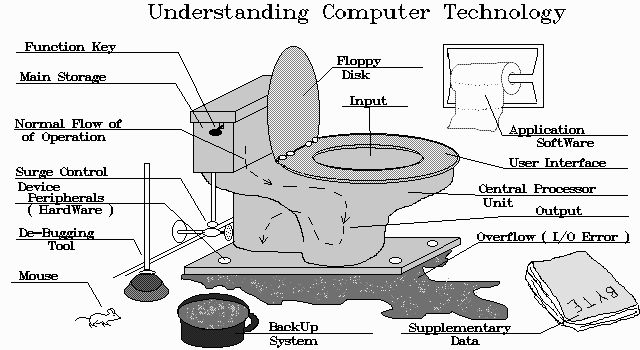 Understanding Computer Technology
Function Key
Main Storage
Normal Flow of
of Operation
Surge Control
Device
Peripherals
( HardWare )
De-Bugging
Tool
Mouse
Floppy
Disk
Input
Application
SoftWare
User Interface
Central Processor
Unit
Output
Overflow ( I/O Error )
BackUp
System
Supplementary
Data
BYTE